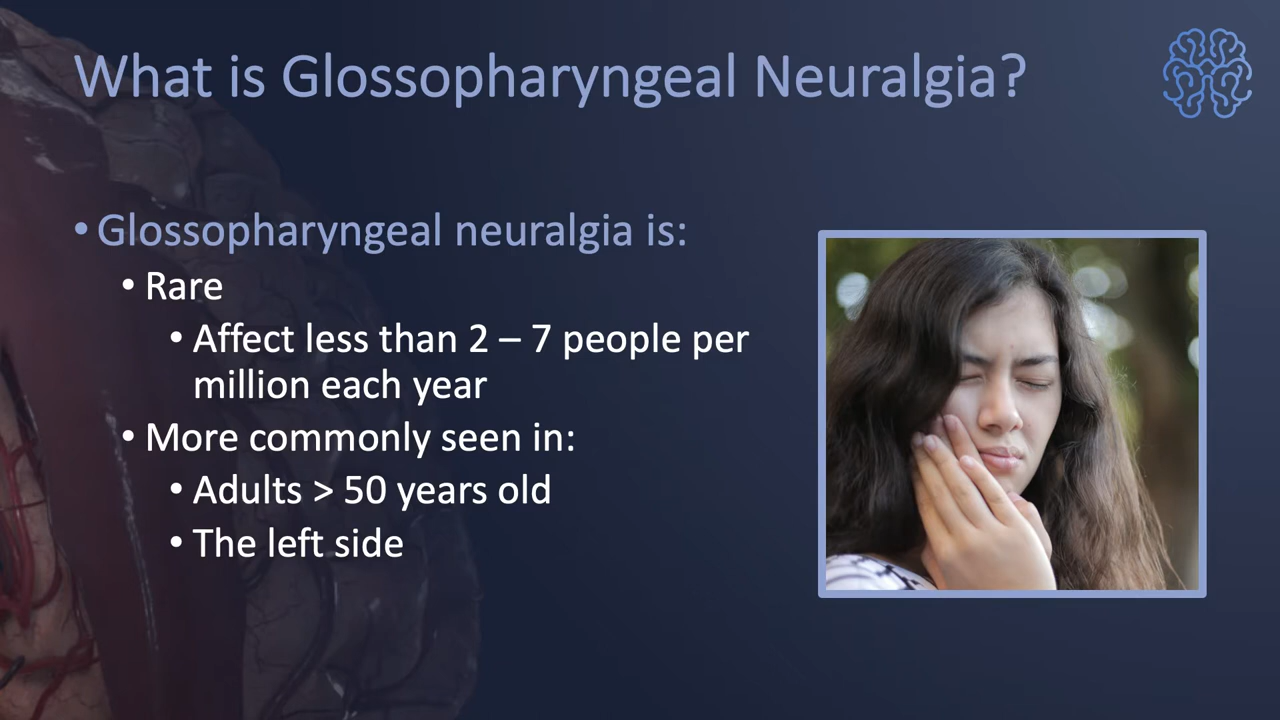 What is Glossopharyngeal Neuralgia?
• Glossopharyngeal neuralgia is:
• Rare
• Affect less than 2 – 7 people per
million each year
• More commonly seen in:
• Adults > 50 years old
• The left side